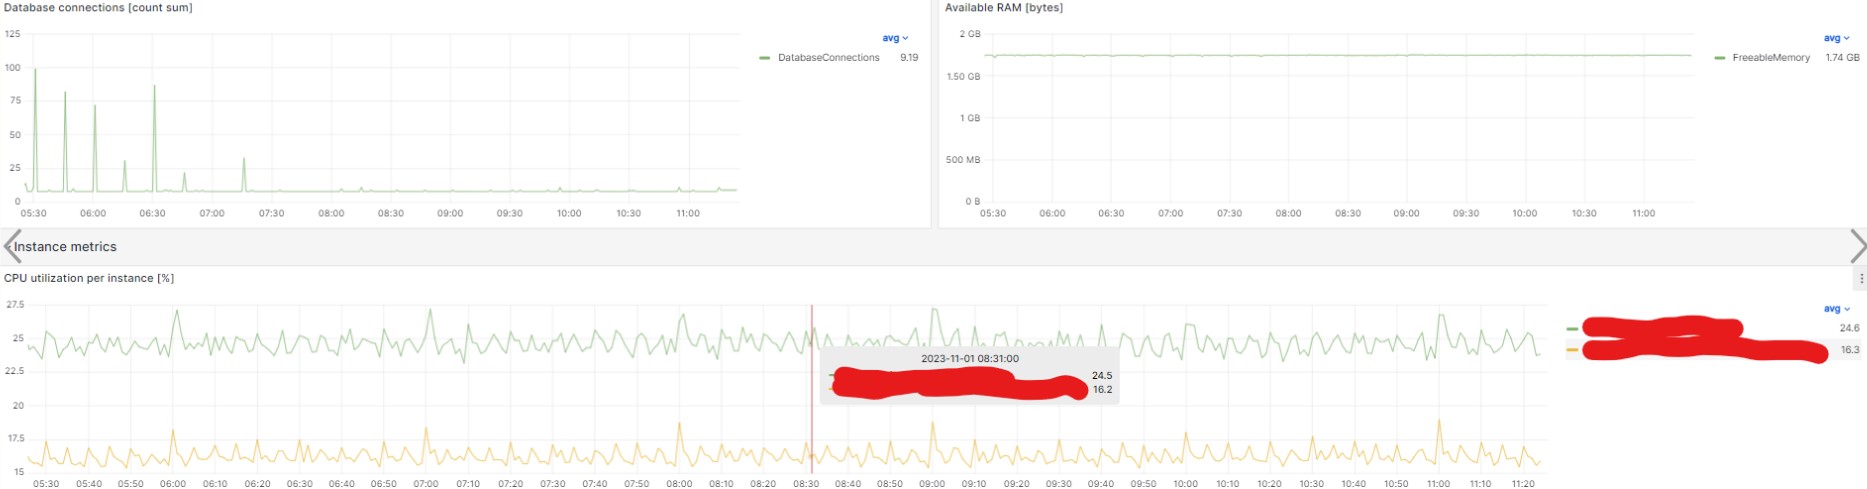 Database connections [count sum]
125
100
75
50
25
0
05:30 06:00 06:30 07:00 07:30 08:00 08:30 09:00 09:30 10:00 10:30 11:00
avg
DatabaseConnections 9.19
Available RAM [bytes]
2 GB
1.50 GB
1 GB
500 MB
0 B
05:30 06:00 06:30 07:00 07:30 08:00 08:30 09:00 09:30 10:00 10:30 11:00
avg
FreeableMemory 1.74 GB
Instance metrics
CPU utilization per instance [%]
27.5
25
22.5
20
17.5
15
05:30 05:40 05:50 06:00 06:10 06:20 06:30 06:40 06:50 07:00 07:10 07:20 07:30 07:40 07:50 08:00 08:10 08:20 08:30 08:40 08:50 09:00 09:10 09:20 09:30 09:40 09:50 10:00 10:10 10:20 10:30 10:40 10:50 11:00 11:10 11:20
2023-11-01 08:31:00
24.5
16.2
avg
24.6
16.3